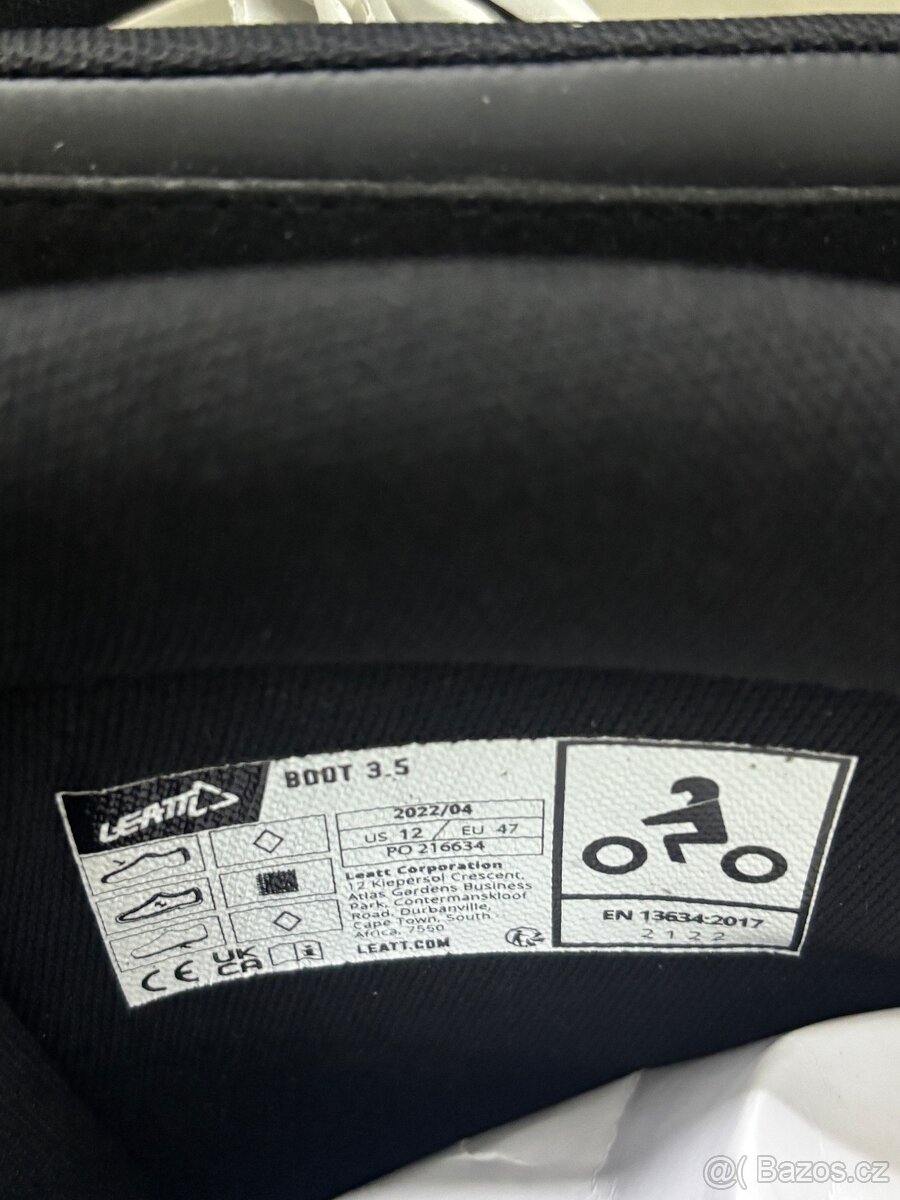 LEATT
BOOT 3.5
2022/04
US 12 / EU 47
PO 216634
Leatt Corporation
12 Kiepersol Crescent,
Atlas Gardens Business
Park, Contermanskloof
Road, Durbanville,
Cape Town, South
Africa, 7550
LEATT.COM
CE UK
CA
i
EN 13634:2017
2 1 2 2
@( Bazos.cz